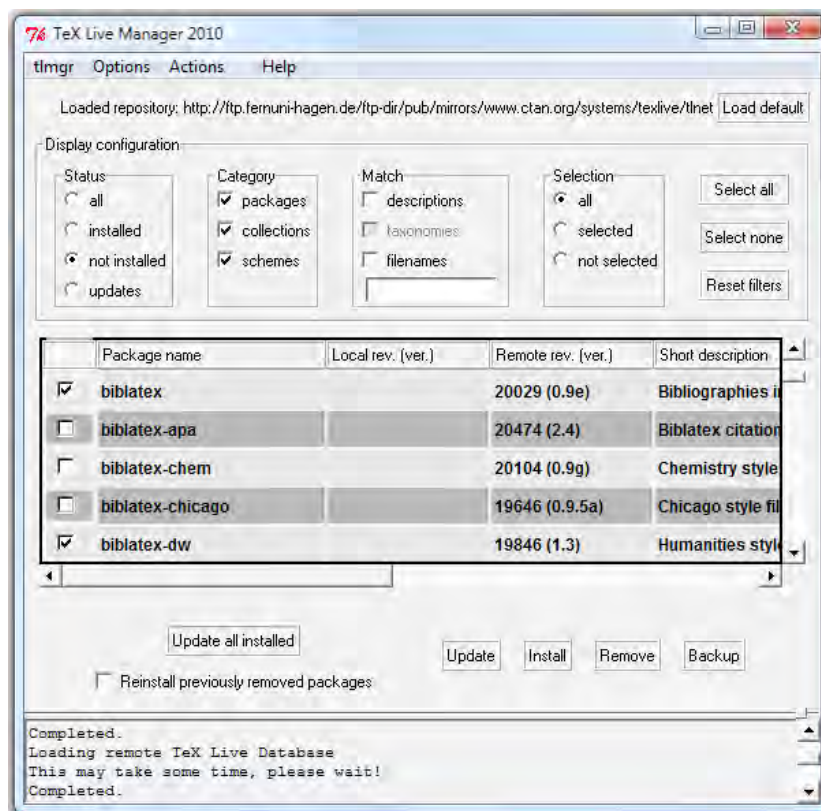 TeX Live Manager 2010
tlmgr Options Actions Help
Loaded repository: http://ftp.fernuni-hagen.de/ftp-dir/pub/mirrors/www.ctan.org/systems/texlive/tlnet Load default
Display configuration
Status Category Match Selection
all packages descriptions all Select all
installed collections taxonomies selected Select none
not installed schemes filenames not selected Reset filters
updates
Package name Local rev. (ver.) Remote rev. (ver.) Short description
biblatex 20029 (0.9e) Bibliographies i
biblatex-apa 20474 (2.4) Biblatex citation
biblatex-chem 20104 (0.9g) Chemistry style
biblatex-chicago 19646 (0.9.5a) Chicago style fil
biblatex-dw 19846 (1.3) Humanities styl
Update all installed Update Install Remove Backup
Reinstall previously removed packages
Completed.
Loading remote TeX Live Database
This may take some time, please wait!
Completed.